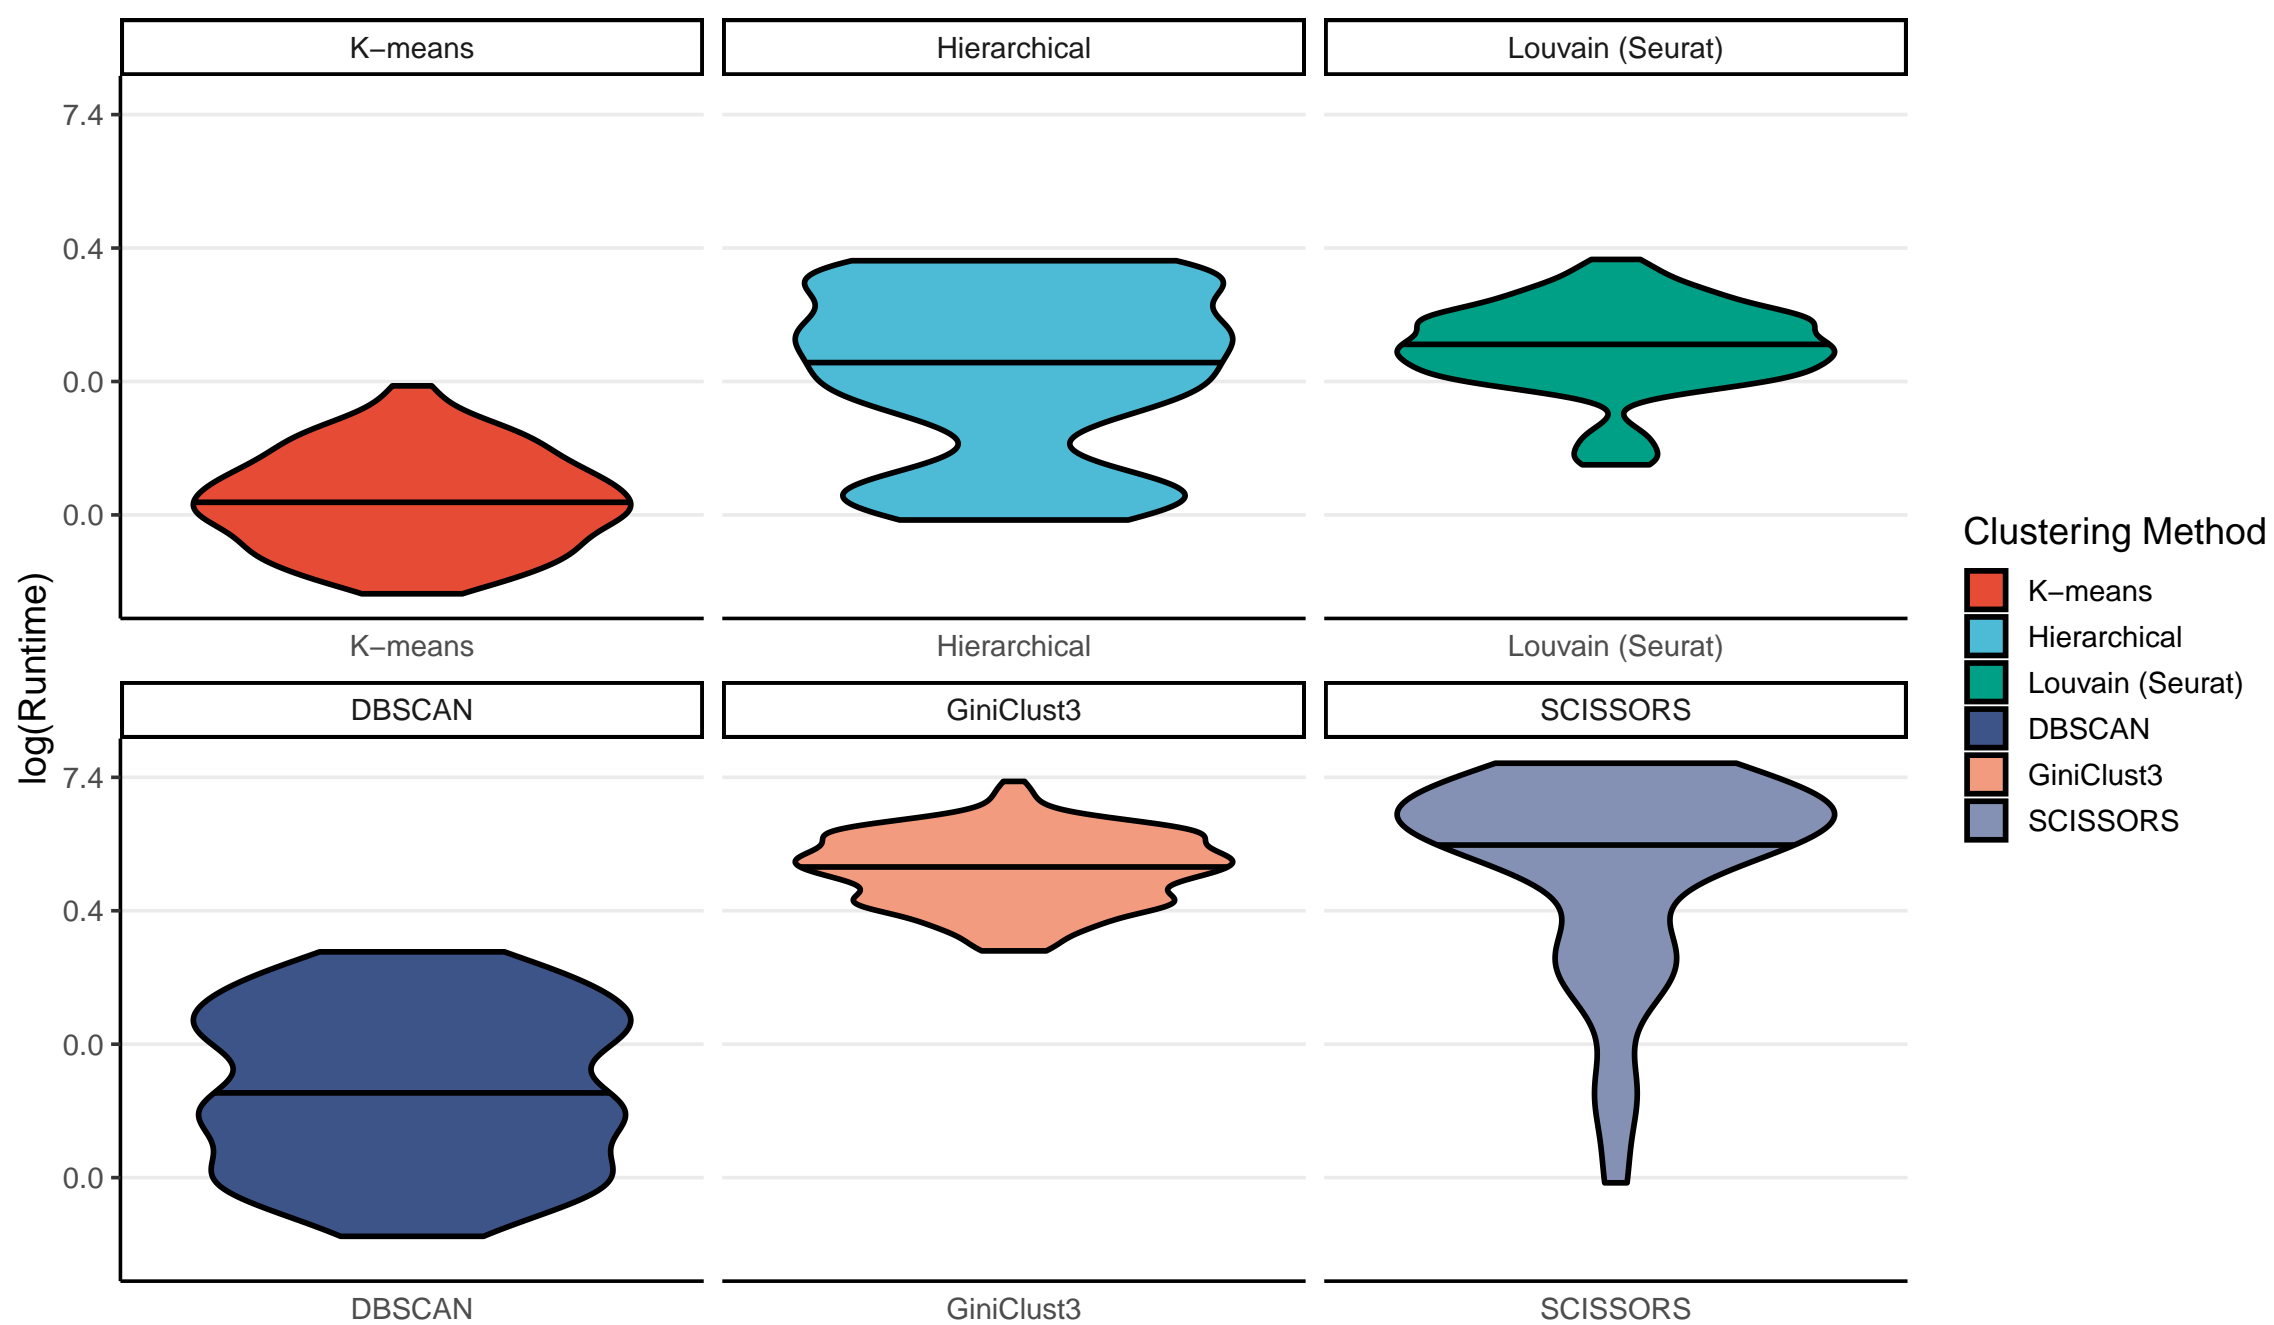 K−means
Hierarchical
Louvain (Seurat)
7.4
0.4
0.0
0.0
K−means
Hierarchical
Louvain (Seurat)
log(Runtime)
DBSCAN
GiniClust3
SCISSORS
7.4
0.4
0.0
0.0
DBSCAN
GiniClust3
SCISSORS
Clustering Method
K−means
Hierarchical
Louvain (Seurat)
DBSCAN
GiniClust3
SCISSORS